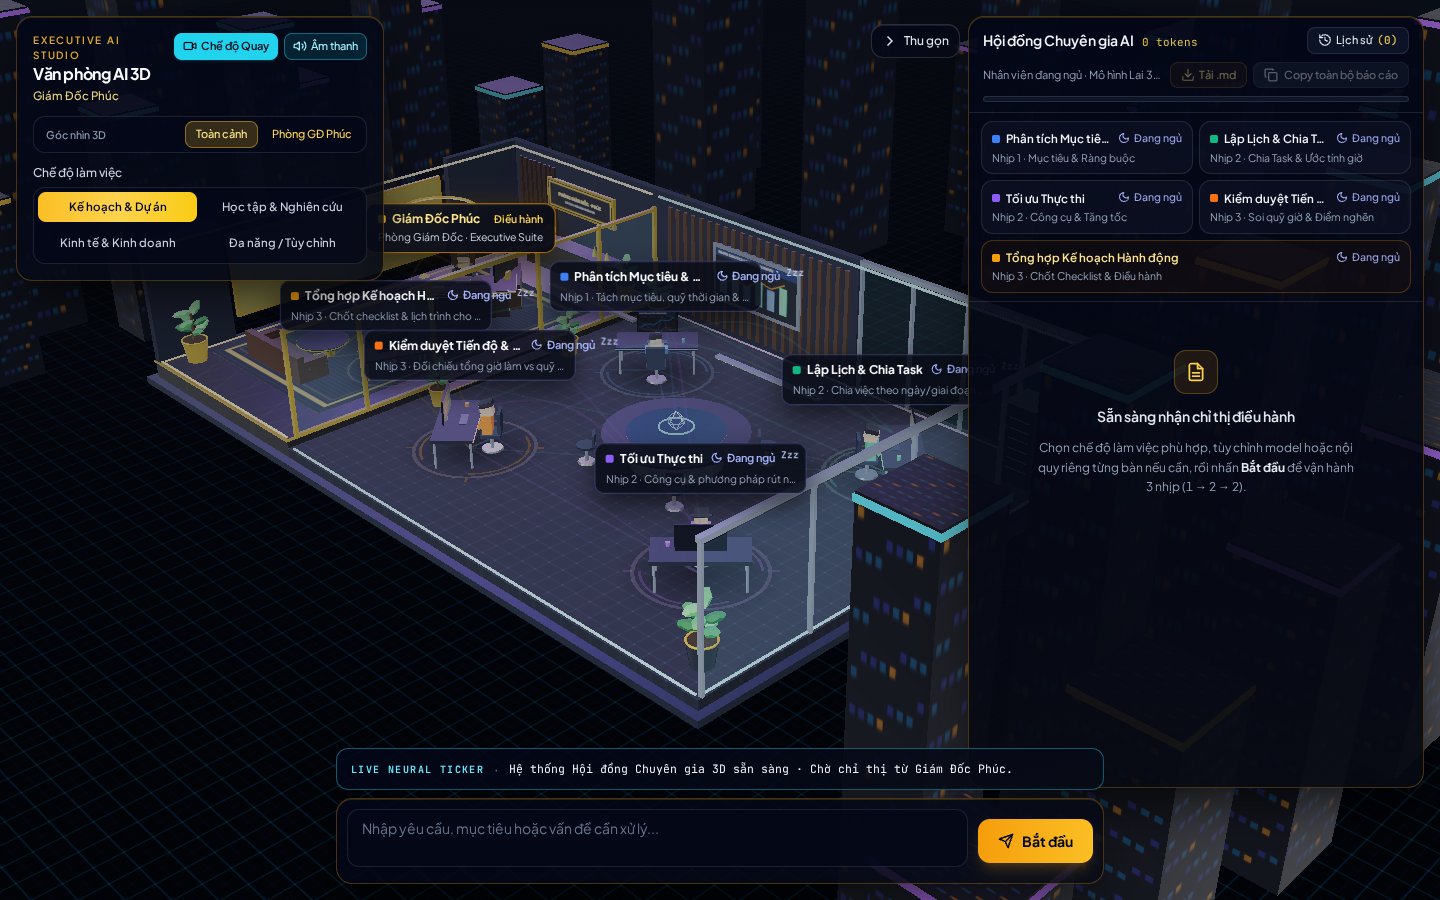 EXECUTIVE AI
STUDIO
Văn phòng AI 3D
Giám Đốc Phúc
Chế độ Quay
Âm thanh
Góc nhìn 3D
Toàn cảnh
Phòng GĐ Phúc
Chế độ làm việc
Kế hoạch & Dự án
Học tập & Nghiên cứu
Kinh tế & Kinh doanh
Đa năng / Tùy chỉnh
Giám Đốc Phúc Điều hành
Phòng Giám Đốc · Executive Suite
Phân tích Mục tiêu & ... Đang ngủ Zzz
Nhịp 1 · Tách mục tiêu, quỹ thời gian & ...
Tổng hợp Kế hoạch H... Đang ngủ Zzz
Nhịp 3 · Chốt checklist & lịch trình cho ...
Kiểm duyệt Tiến độ & ... Đang ngủ Zzz
Nhịp 3 · Đối chiếu tổng giờ làm vs quỹ ...
Lập Lịch & Chia Task Đang ngủ Zzz
Nhịp 2 · Chia việc theo ngày/giai đoạ
Tối ưu Thực thi Đang ngủ Zzz
Nhịp 2 · Công cụ & phương pháp rút n...
Thu gọn
Hội đồng Chuyên gia AI 0 tokens
Lịch sử (0)
Nhân viên đang ngủ · Mô hình Lai 3...
Tải .md
Copy toàn bộ báo cáo
Phân tích Mục tiê... Đang ngủ
Nhịp 1 · Mục tiêu & Ràng buộc
Lập Lịch & Chia T... Đang ngủ
Nhịp 2 · Chia Task & Ước tính giờ
Tối ưu Thực thi Đang ngủ
Nhịp 2 · Công cụ & Tăng tốc
Kiểm duyệt Tiến ... Đang ngủ
Nhịp 3 · Soi quỹ giờ & Điểm nghẽn
Tổng hợp Kế hoạch Hành động Đang ngủ
Nhịp 3 · Chốt Checklist & Điều hành
Sẵn sàng nhận chỉ thị điều hành
Chọn chế độ làm việc phù hợp, tùy chỉnh model hoặc nội
quy riêng từng bàn nếu cần, rồi nhấn Bắt đầu để vận hành
3 nhịp (1 → 2 → 2).
LIVE NEURAL TICKER · Hệ thống Hội đồng Chuyên gia 3D sẵn sàng · Chờ chỉ thị từ Giám Đốc Phúc.
Nhập yêu cầu, mục tiêu hoặc vấn đề cần xử lý...
Bắt đầu